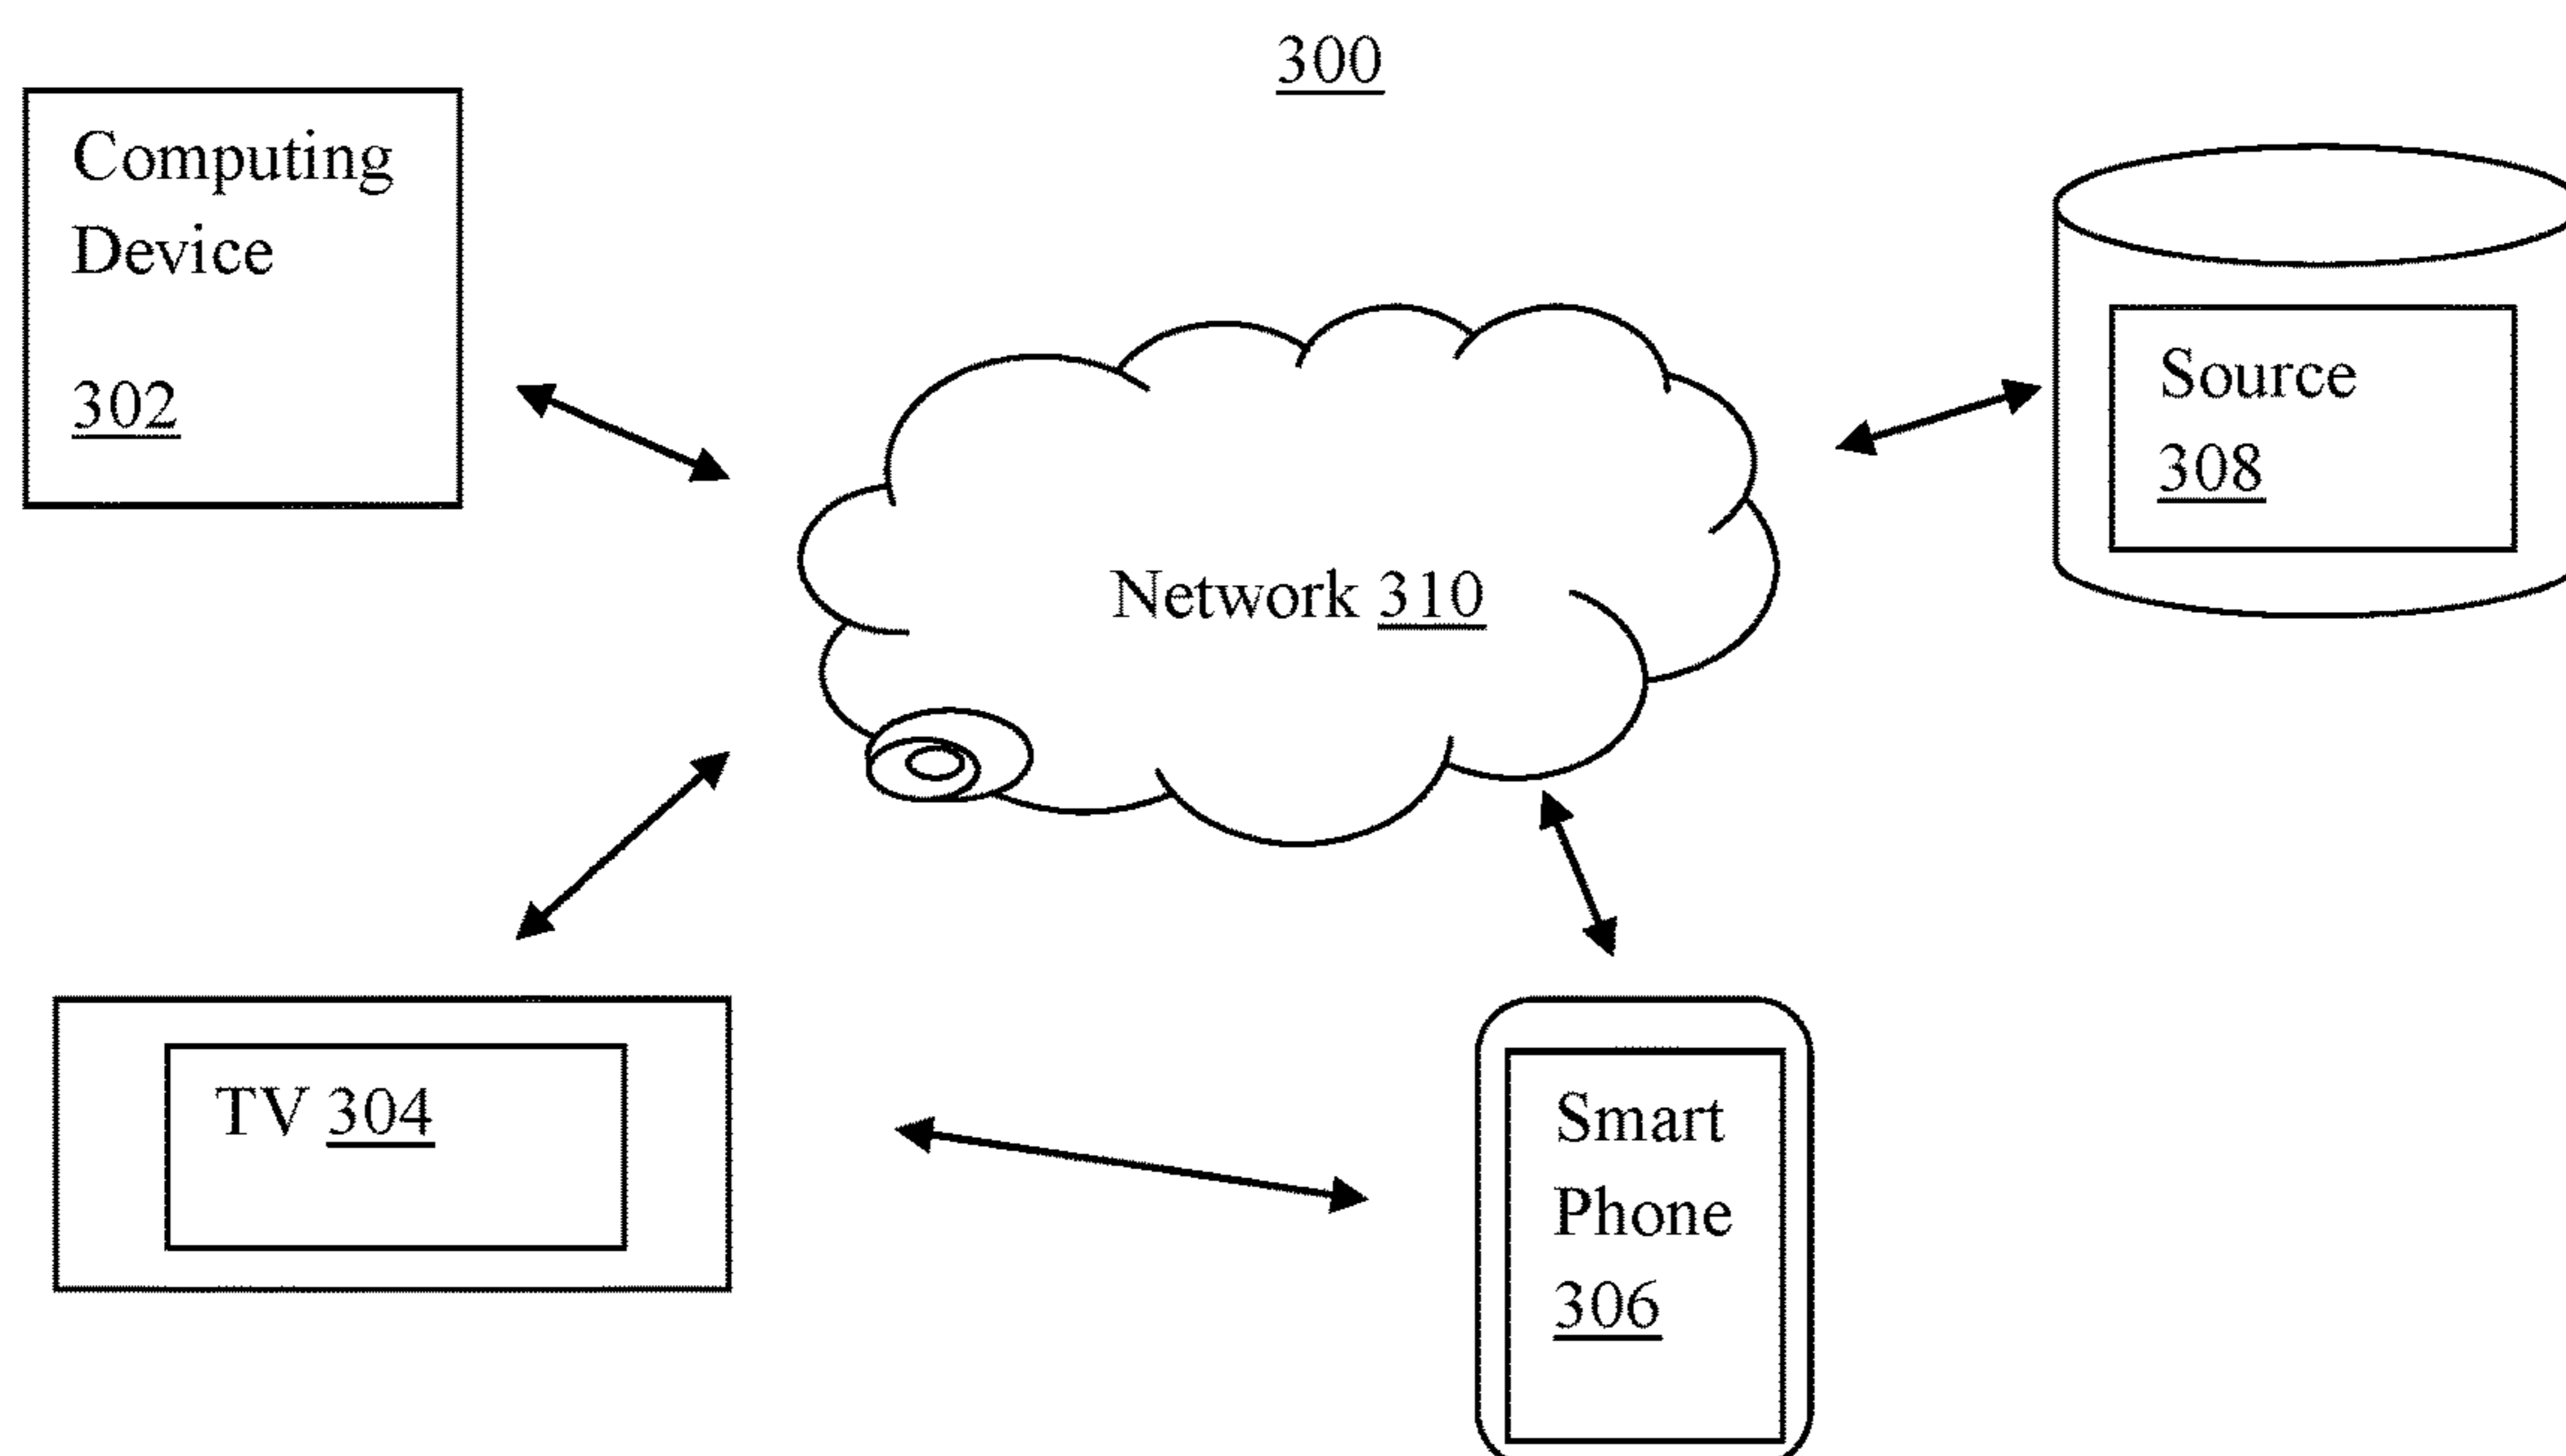 300
Computing
Device
302
Source
308
Network 310
TV 304
Smart
Phone
306